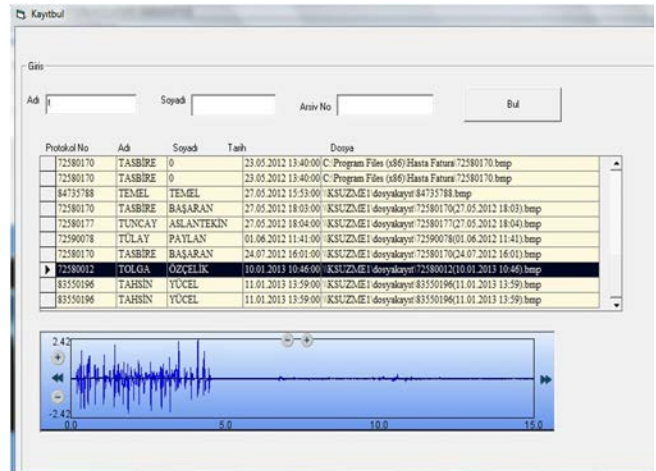 Kayıtbul
Giris
Adı t Soyadı Arsiv No Bul
Protokol No Adı Soyadı Tarih Dosya
72580170 TASBİRE 0 23.05.2012 13:40:00 C:\Program Files (x86)\Hasta Fatura\72580170.bmp
72580170 TASBİRE 0 23.05.2012 13:40:00 C:\Program Files (x86)\Hasta Fatura\72580170.bmp
84735788 TEMEL TEMEL 27.05.2012 15:53:00 \\KSUZME1\dosyakayıt\84735788.bmp
72580170 TASBİRE BAŞARAN 27.05.2012 18:03:00 \\KSUZME1\dosyakayıt\72580170(27.05.2012 18:03).bmp
72580177 TUNCAY ASLANTEKİN 27.05.2012 18:04:00 \\KSUZME1\dosyakayıt\72580177(27.05.2012 18:04).bmp
72590078 TÜLAY PAYLAN 01.06.2012 11:41:00 \\KSUZME1\dosyakayıt\72590078(01.06.2012 11:41).bmp
72580170 TASBİRE BAŞARAN 24.07.2012 16:01:00 \\KSUZME1\dosyakayıt\72580170(24.07.2012 16:01).bmp
72580012 TOLGA ÖZÇELİK 10.01.2013 10:46:00 \\KSUZME1\dosyakayıt\72580012(10.01.2013 10:46).bmp
83550196 TAHSİN YÜCEL 11.01.2013 13:59:00 \\KSUZME1\dosyakayıt\83550196(11.01.2013 13:59).bmp
83550196 TAHSİN YÜCEL 11.01.2013 13:59:00 \\KSUZME1\dosyakayıt\83550196(11.01.2013 13:59).bmp
2.42
-2.42
0.0 5.0 10.0 15.0